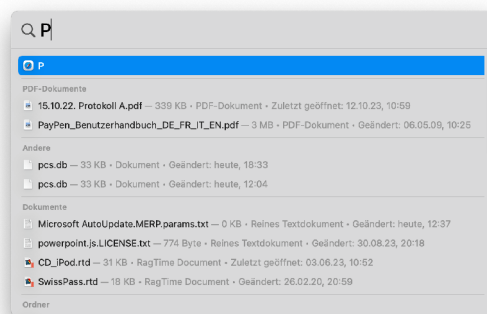 P
P
PDF-Dokumente
15.10.22. Protokoll A.pdf — 339 KB • PDF-Dokument • Zuletzt geöffnet: 12.10.23, 10:59
PayPen_Benutzerhandbuch_DE_FR_IT_EN.pdf — 3 MB • PDF-Dokument • Geändert: 06.05.09, 10:25
Andere
pcs.db — 33 KB • Dokument • Geändert: heute, 18:33
pcs.db — 33 KB • Dokument • Geändert: heute, 12:04
Dokumente
Microsoft AutoUpdate.MERP.params.txt — 0 KB • Reines Textdokument • Geändert: heute, 12:37
powerpoint.js.LICENSE.txt — 774 Byte • Reines Textdokument • Geändert: 30.08.23, 20:18
CD_iPod.rtd — 31 KB • RagTime Document • Zuletzt geöffnet: 03.06.23, 10:52
SwissPass.rtd — 18 KB • RagTime Document • Geändert: 26.02.20, 20:59
Ordner